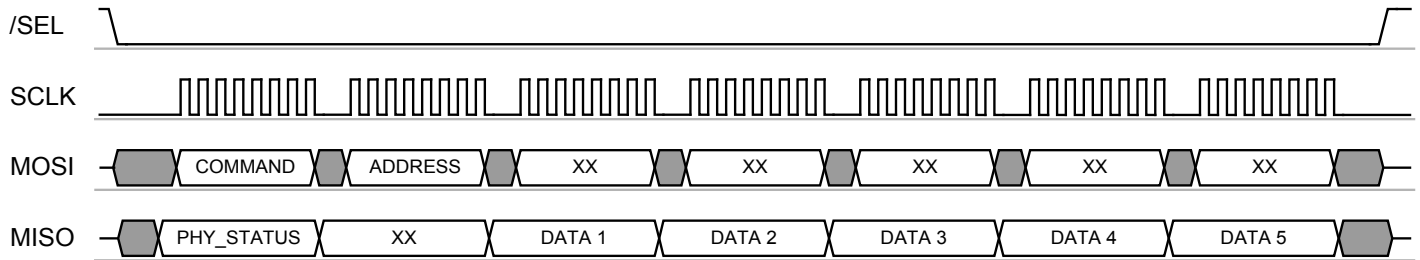 /SEL
SCLK
MOSI COMMAND ADDRESS XX XX XX XX XX
MISO PHY_STATUS XX DATA 1 DATA 2 DATA 3 DATA 4 DATA 5